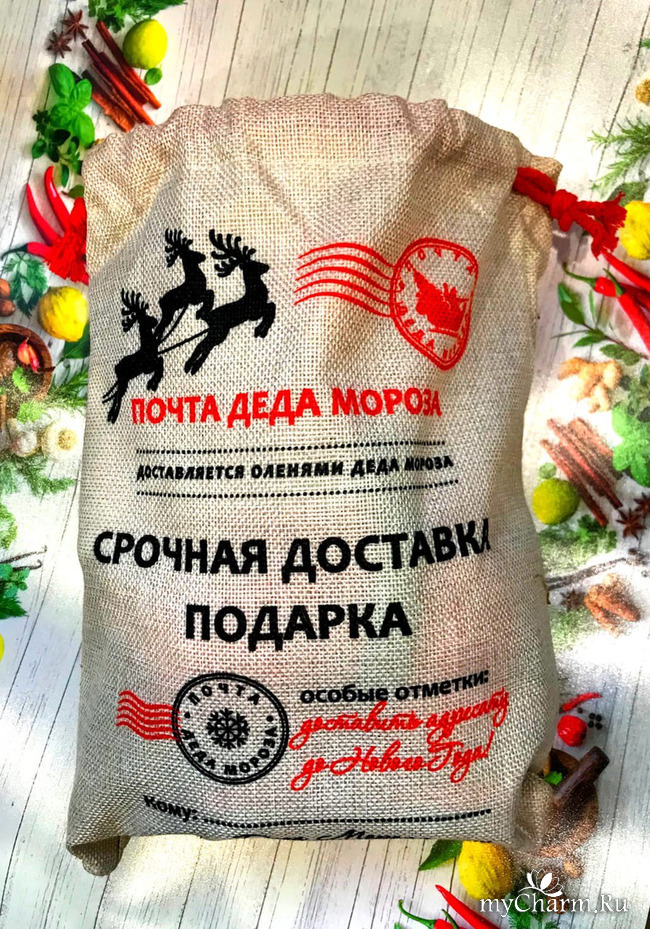 ПОЧТА ДЕДА МОРОЗА
ДОСТАВЛЯЕТСЯ ОЛЕНЯМИ ДЕДА МОРОЗА
СРОЧНАЯ ДОСТАВКА
ПОДАРКА
ПОЧТА
ДЕДА МОРОЗА
особые отметки:
доставить адресату
до Нового Года!
кому:
myCharm.Ru